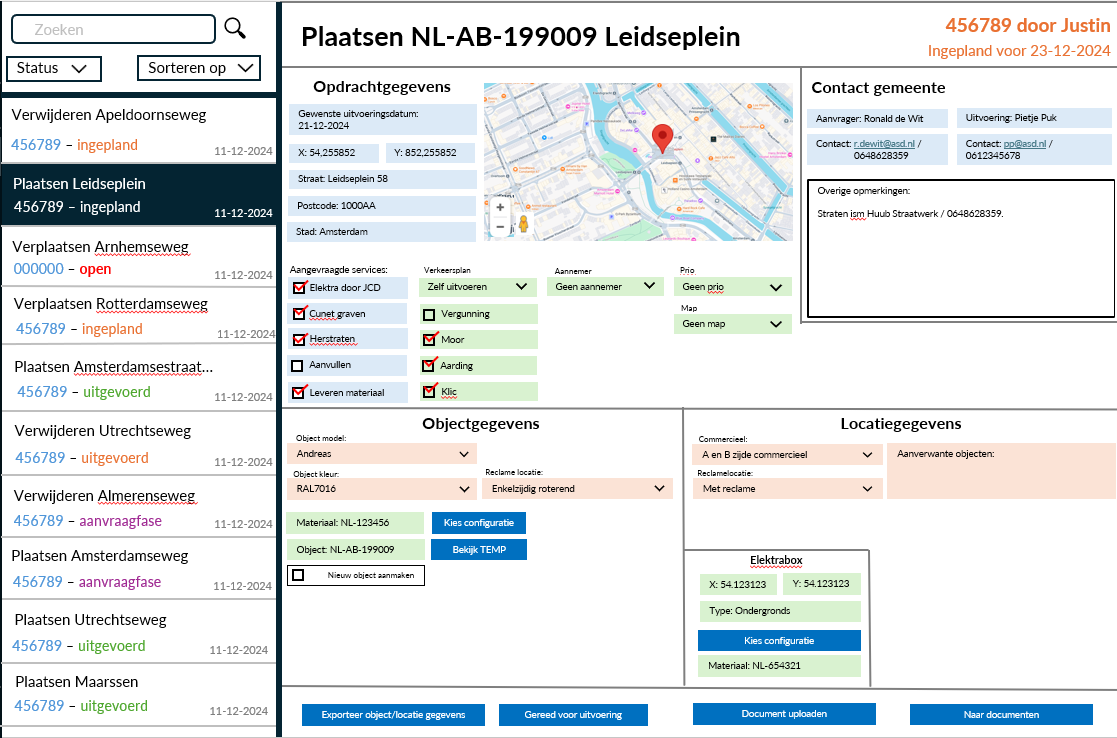 Zoeken
Status
Sorteren op
Verwijderen Apeldoornseweg
456789 – ingepland
11-12-2024
Plaatsen Leidseplein
456789 – ingepland
11-12-2024
Verplaatsen Arnhemseweg
000000 – open
11-12-2024
Verplaatsen Rotterdamseweg
456789 – ingepland
11-12-2024
Plaatsen Amsterdamsestraat...
456789 – uitgevoerd
11-12-2024
Verwijderen Utrechtseweg
456789 – uitgevoerd
11-12-2024
Verwijderen Almerenseweg
456789 – aanvraagfase
11-12-2024
Plaatsen Amsterdamseweg
456789 – aanvraagfase
11-12-2024
Plaatsen Utrechtseweg
456789 – uitgevoerd
11-12-2024
Plaatsen Maarssen
456789 – uitgevoerd
11-12-2024
Plaatsen NL-AB-199009 Leidseplein
456789 door Justin
Ingepland voor 23-12-2024
Opdrachtgegevens
Gewenste uitvoeringsdatum:
21-12-2024
X: 54,255852
Y: 852,255852
Straat: Leidseplein 58
Postcode: 1000AA
Stad: Amsterdam
Contact gemeente
Aanvrager: Ronald de Wit
Uitvoering: Pietje Puk
Contact: r.dewit@asd.nl /
0648628359
Contact: pp@asd.nl /
0612345678
Overige opmerkingen:
Straten ism Huub Straatwerk / 0648628359.
Aangevraagde services:
Elektra door JCD
Cunet graven
Herstraten
Aanvullen
Leveren materiaal
Verkeersplan
Zelf uitvoeren
Vergunning
Moor
Aarding
Klic
Aannemer
Geen aannemer
Prio
Geen prio
Map
Geen map
Objectgegevens
Object model:
Andreas
Object kleur:
RAL7016
Reclame locatie:
Enkelzijdig roterend
Materiaal: NL-123456
Kies configuratie
Object: NL-AB-199009
Bekijk TEMP
Nieuw object aanmaken
Locatiegegevens
Commercieel:
A en B zijde commercieel
Reclamelocatie:
Met reclame
Aanverwante objecten:
Elektrabox
X: 54.123123
Y: 54.123123
Type: Ondergronds
Kies configuratie
Materiaal: NL-654321
Exporteer object/locatie gegevens
Gereed voor uitvoering
Document uploaden
Naar documenten